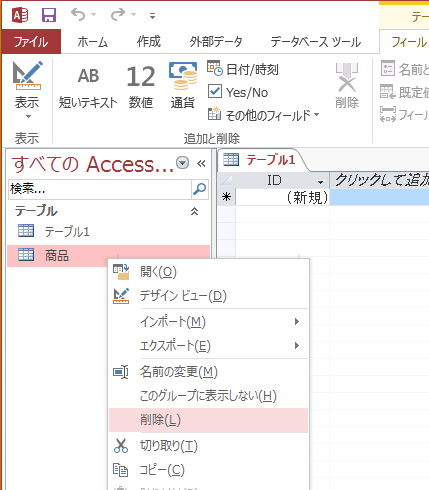 テー
ファイル ホーム 作成 外部データ データベース ツール フィール
表示 AB 短いテキスト 12 数値 通貨 日付/時刻 Yes/No その他のフィールド 削除 名前と 既定値 フィール
表示 追加と削除
すべての Access...
検索...
テーブル
テーブル1
商品
テーブル1
ID クリックして追加
(新規)
開く(O)
デザイン ビュー(D)
インポート(M)
エクスポート(E)
名前の変更(M)
このグループに表示しない(H)
削除(L)
切り取り(T)
コピー(C)